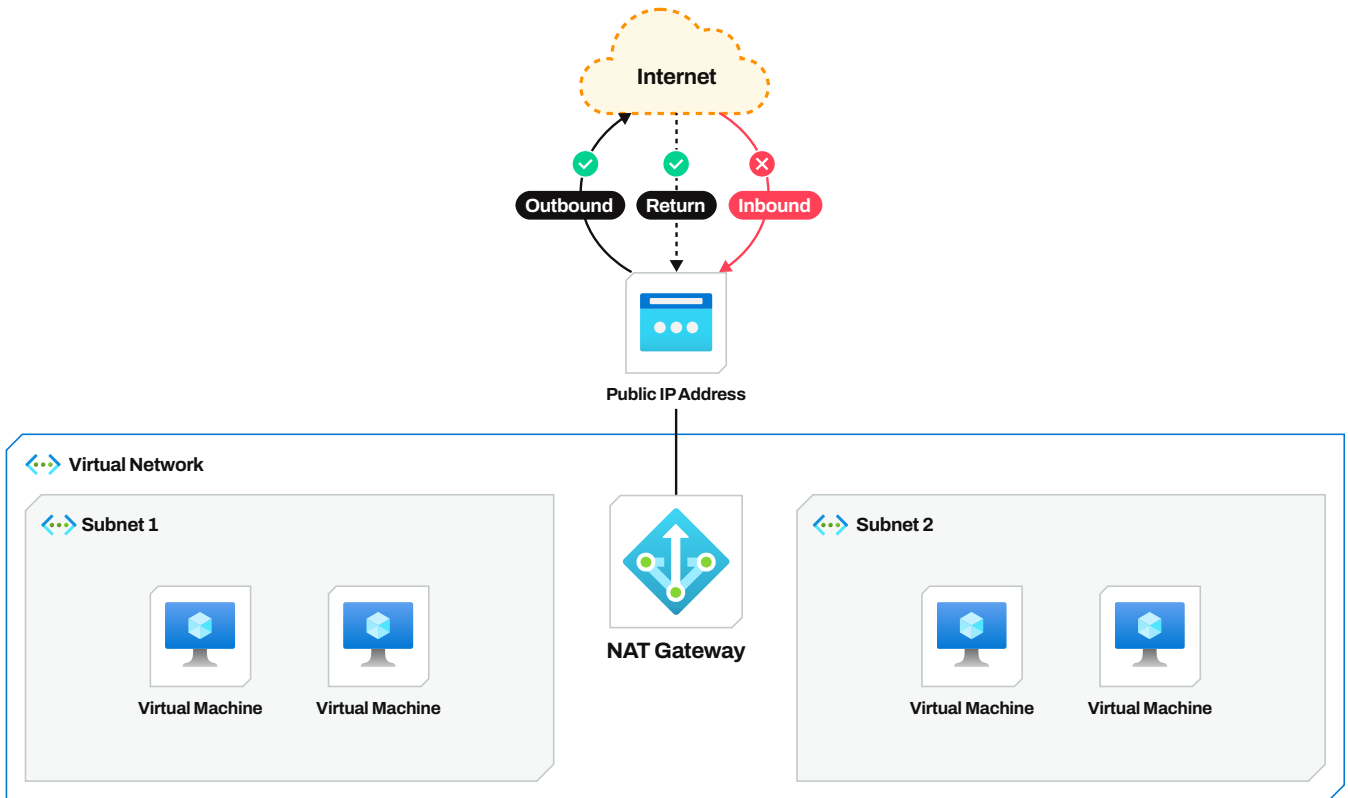 Internet
Outbound
Return
Inbound
Public IP Address
Virtual Network
Subnet 1
Subnet 2
NAT Gateway
Virtual Machine
Virtual Machine
Virtual Machine
Virtual Machine